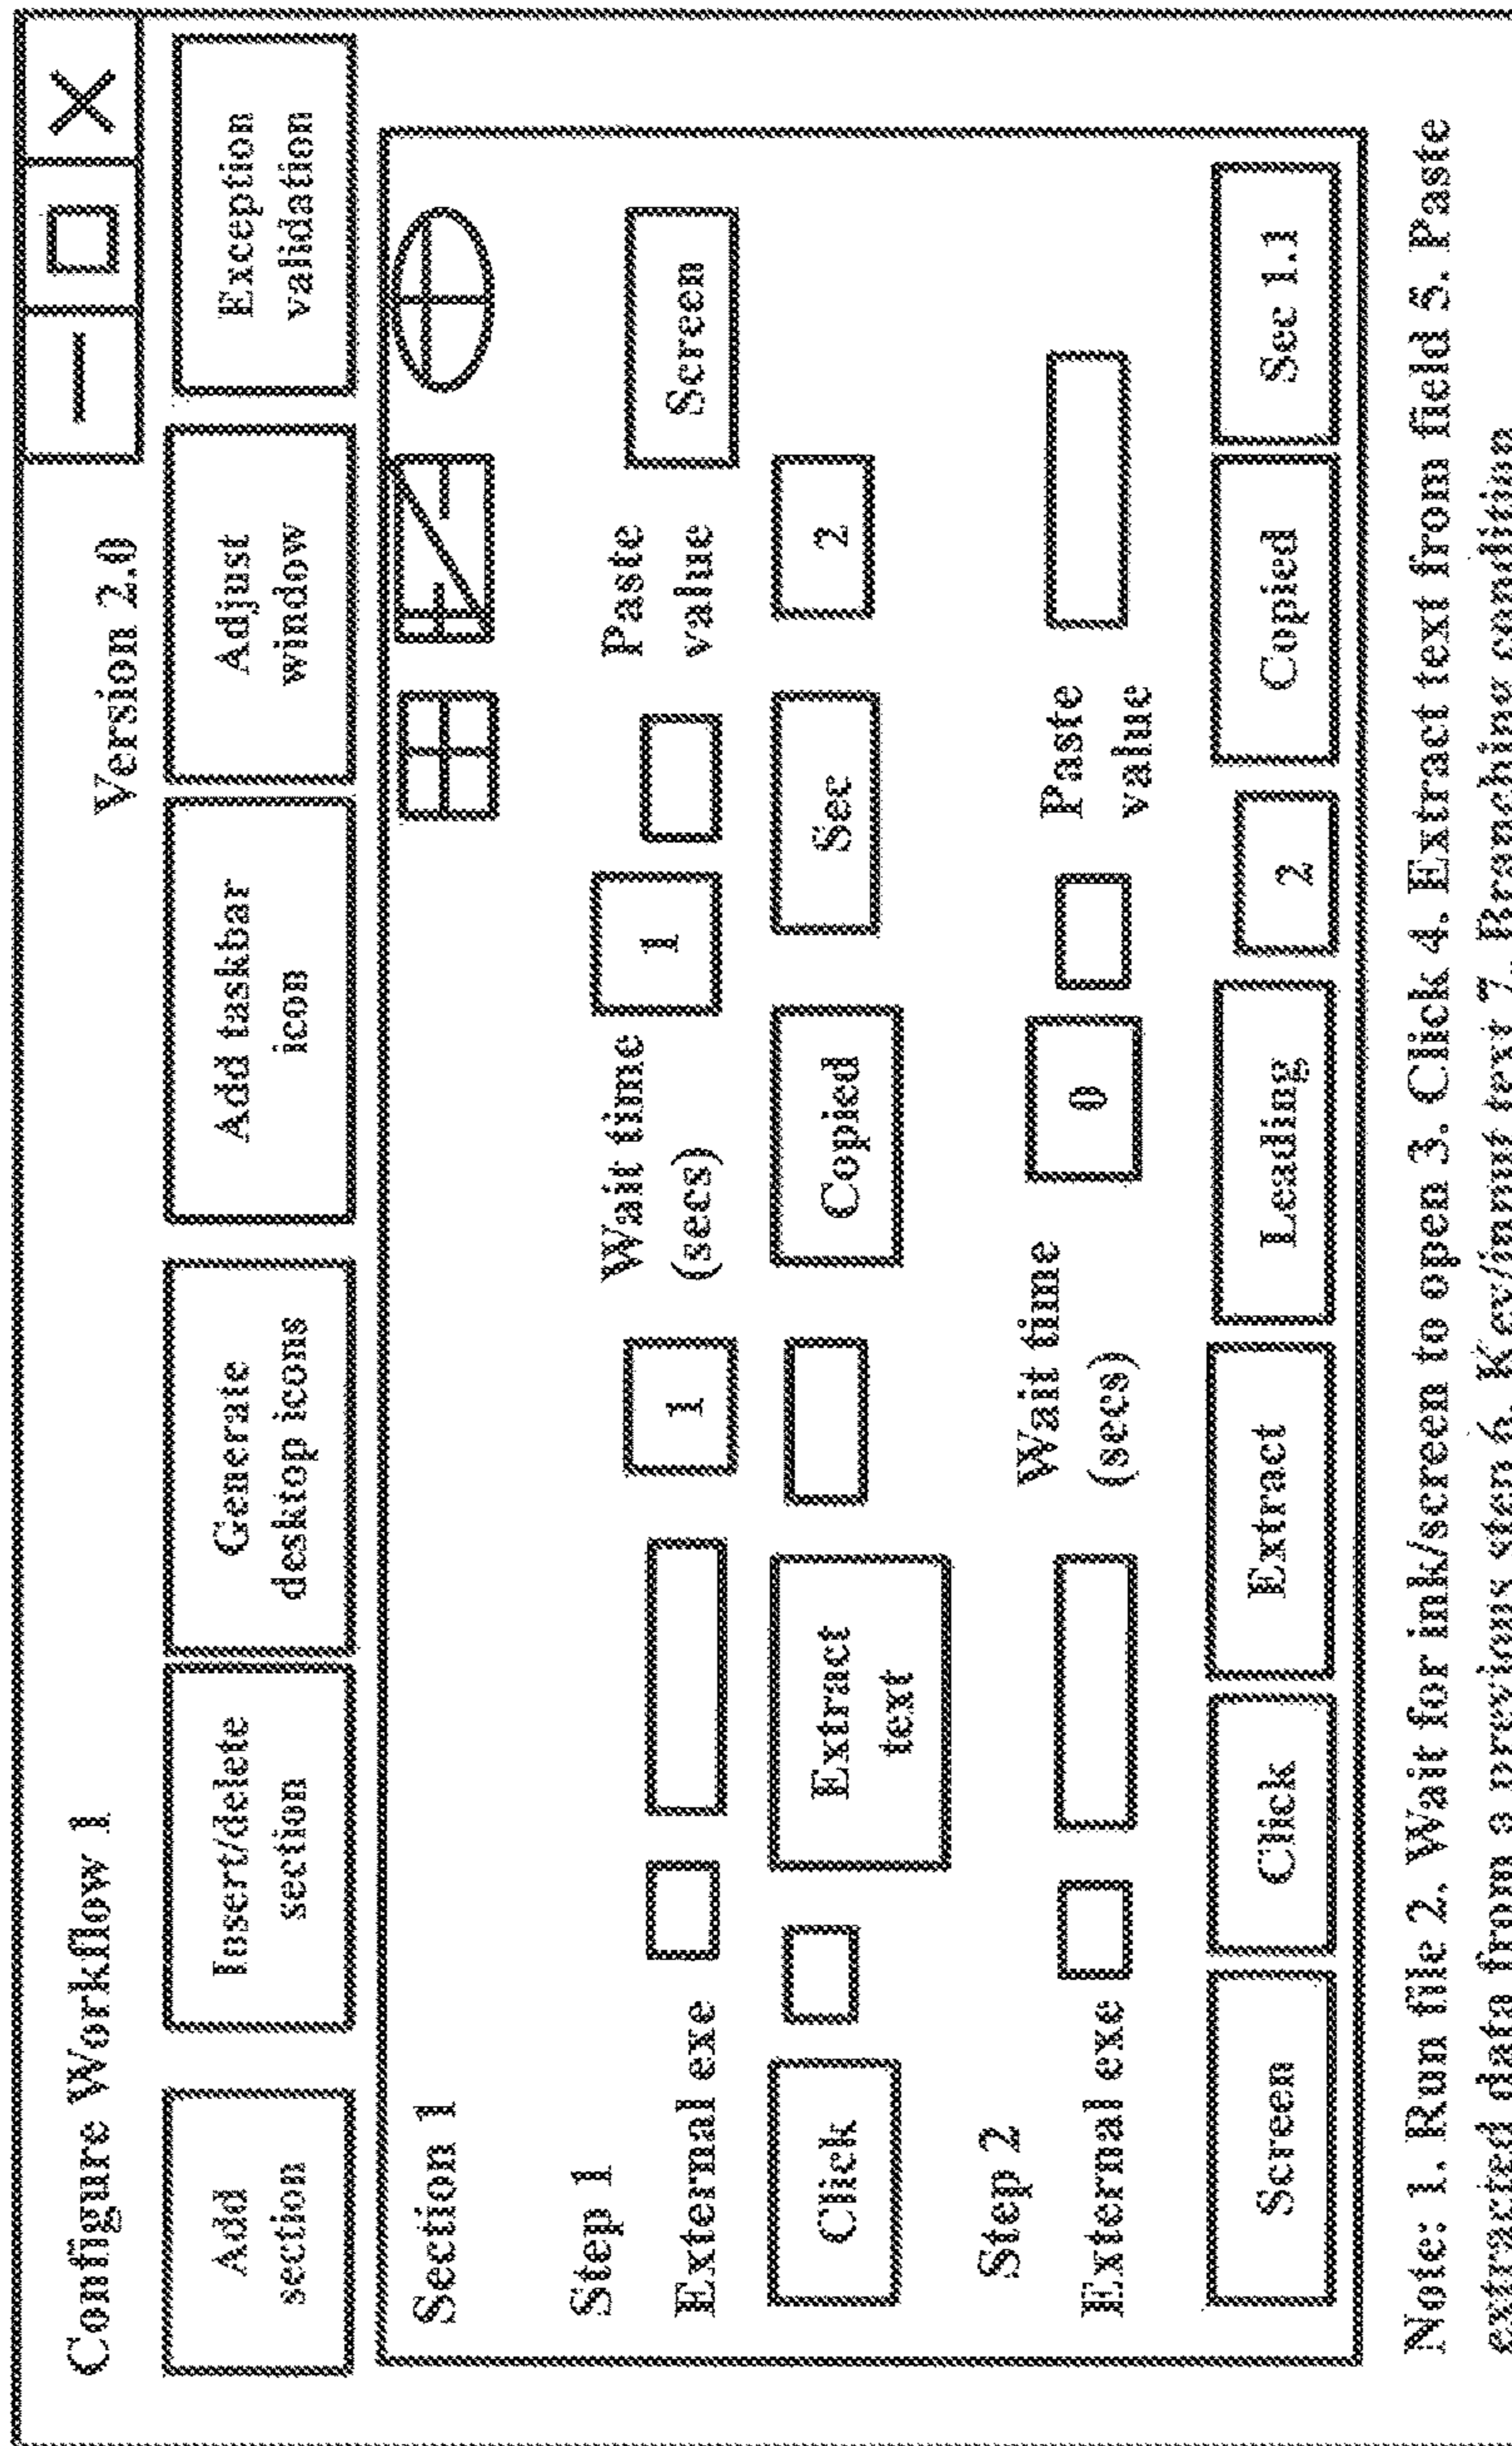 Configure Workflow 1
Version 2.0
Add section
Insert/delete section
Generate desktop icons
Add taskbar icon
Adjust window
Exception validation
Section 1
Step 1
External exe
1
Wait time (secs)
1
Paste value
Screen
Click
Extract text
Copied
Sec
2
Step 2
External exe
Wait time (secs)
0
Paste value
Screen
Click
Extract
Leading
2
Copied
Sec 1.1
Note: 1. Run file 2. Wait for ink/screen to open 3. Click 4. Extract text from field 5. Paste
extracted data from a previous step 6. Key/input text 7. Branching condition